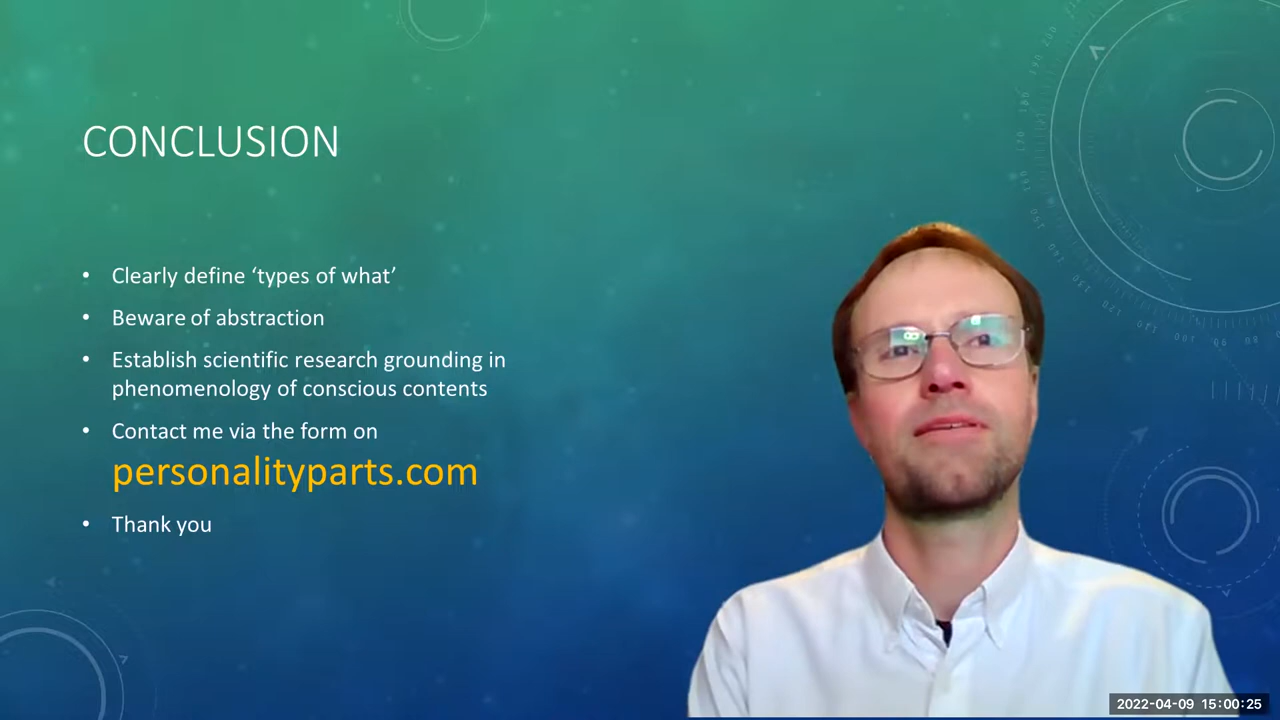 CONCLUSION
• Clearly define ‘types of what’
• Beware of abstraction
• Establish scientific research grounding in
phenomenology of conscious contents
• Contact me via the form on
personalityparts.com
• Thank you
2022-04-09 15:00:25